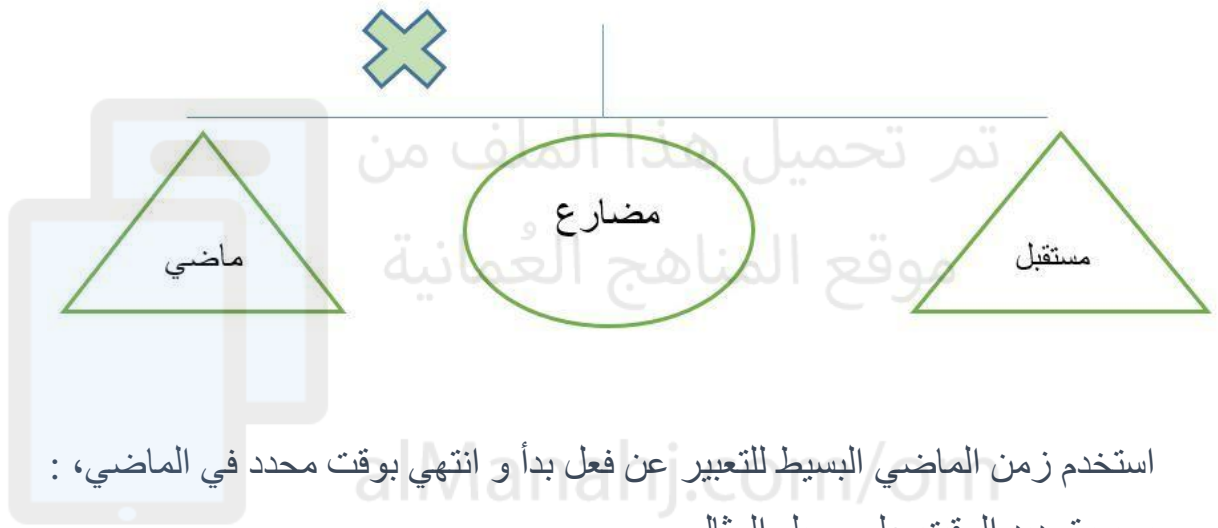 تم تحميل هذا الملف من
مستقبل مضارع ماضي
موقع المناهج العُمانية
استخدم زمن الماضي البسيط للتعبير عن فعل بدأ و انتهي بوقت محدد في الماضي، :
alManahj.com/om